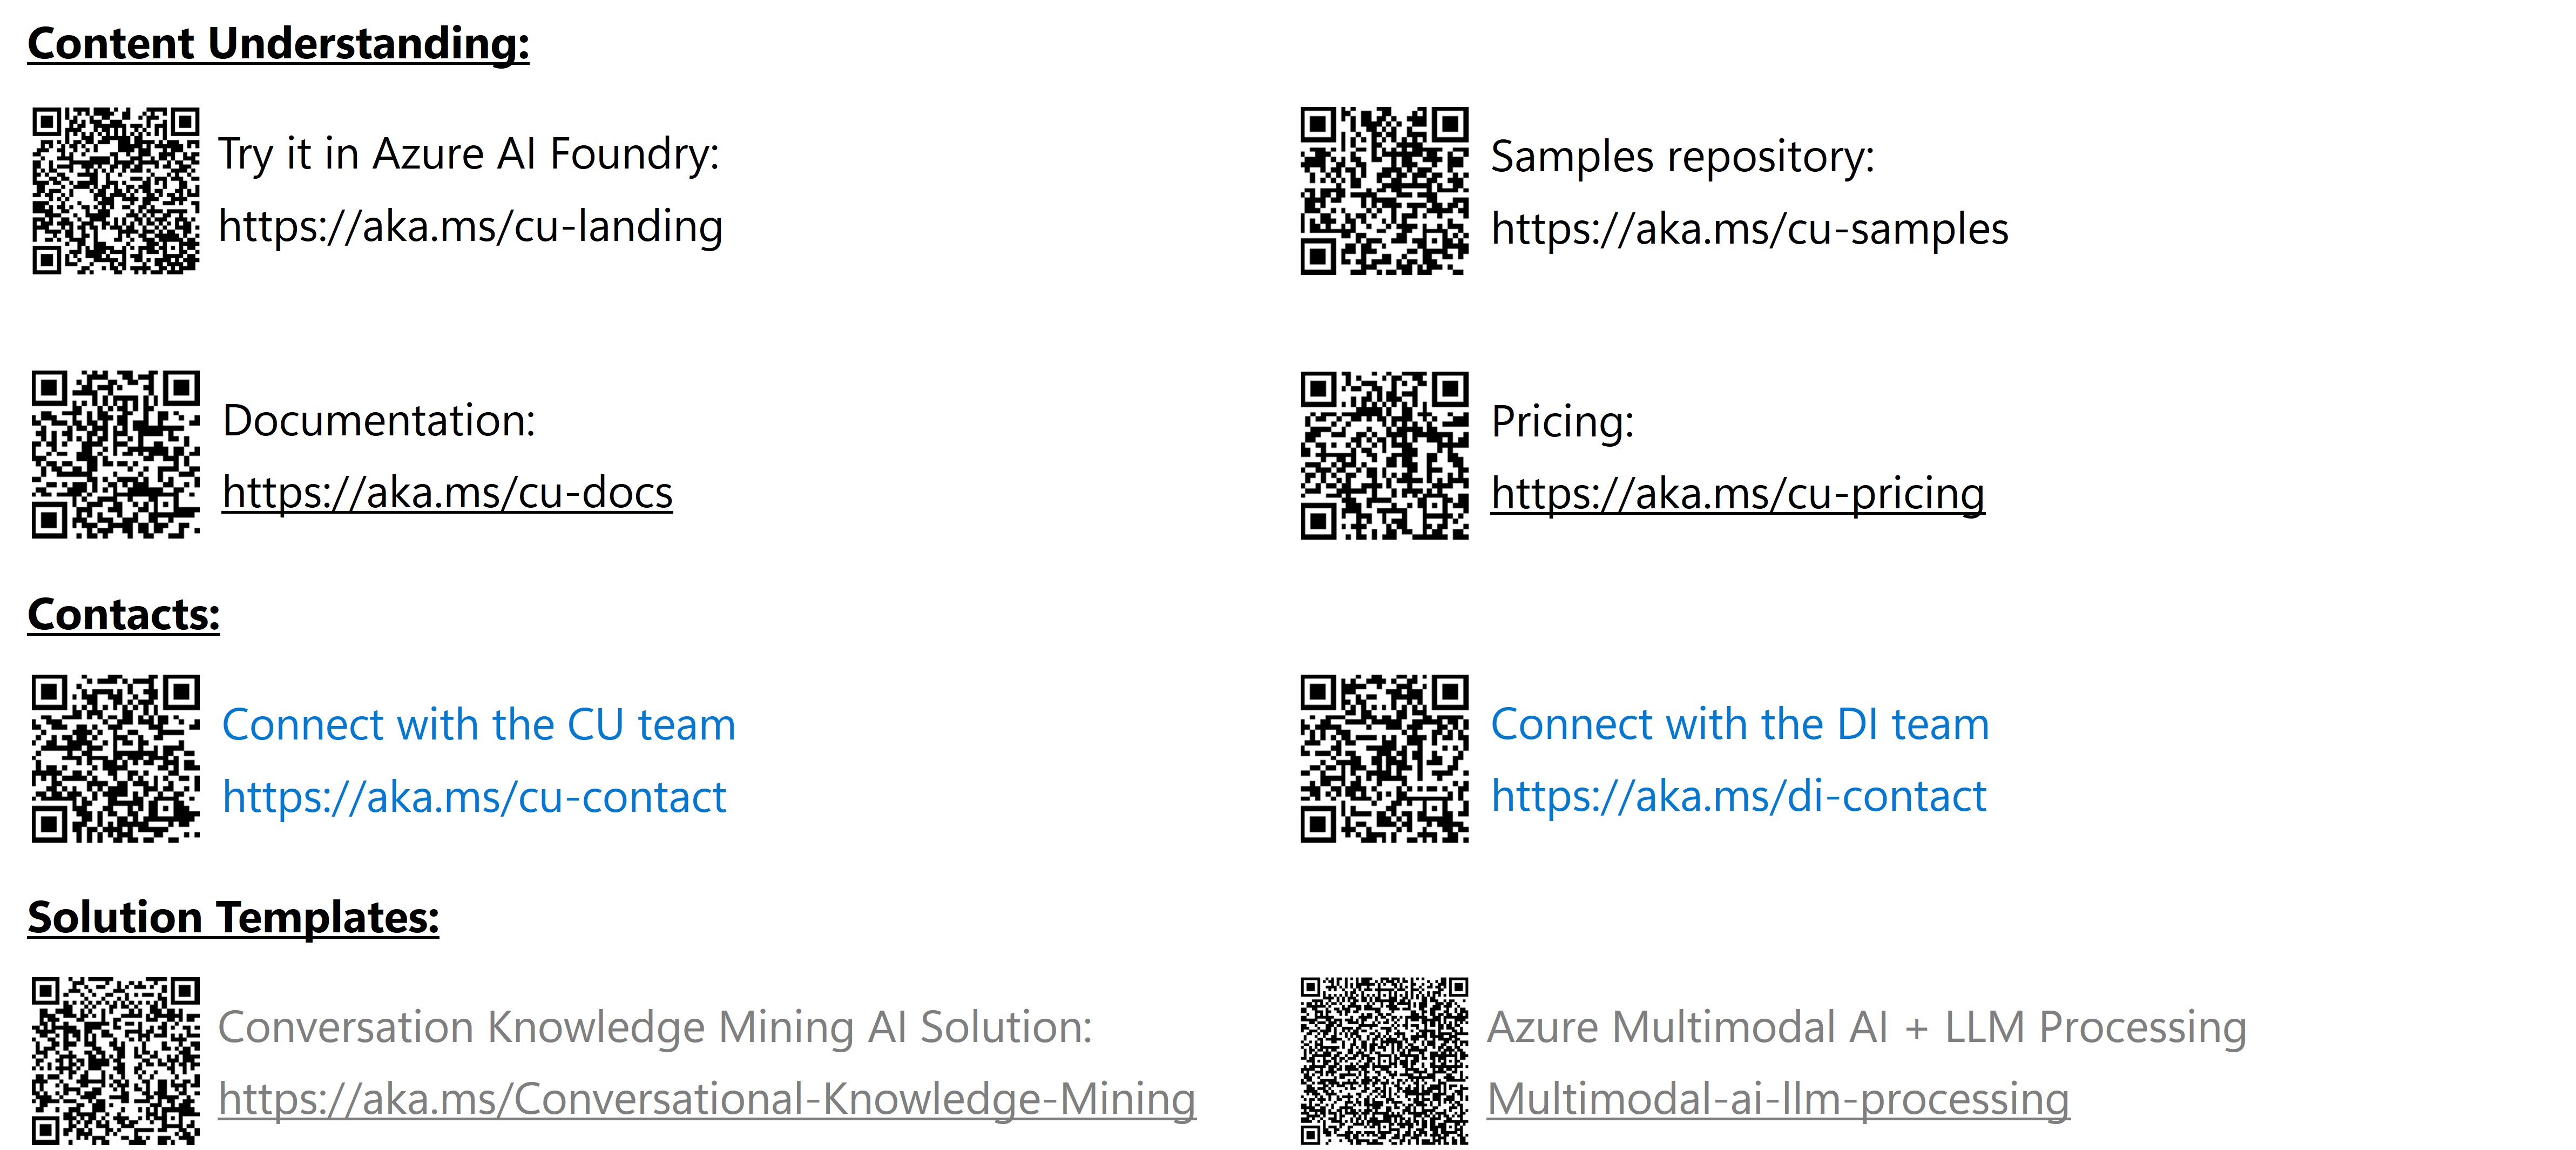 Content Understanding:
Try it in Azure AI Foundry:
https://aka.ms/cu-landing
Samples repository:
https://aka.ms/cu-samples
Documentation:
https://aka.ms/cu-docs
Pricing:
https://aka.ms/cu-pricing
Contacts:
Connect with the CU team
https://aka.ms/cu-contact
Connect with the DI team
https://aka.ms/di-contact
Solution Templates:
Conversation Knowledge Mining AI Solution:
https://aka.ms/Conversational-Knowledge-Mining
Azure Multimodal AI + LLM Processing
Multimodal-ai-llm-processing